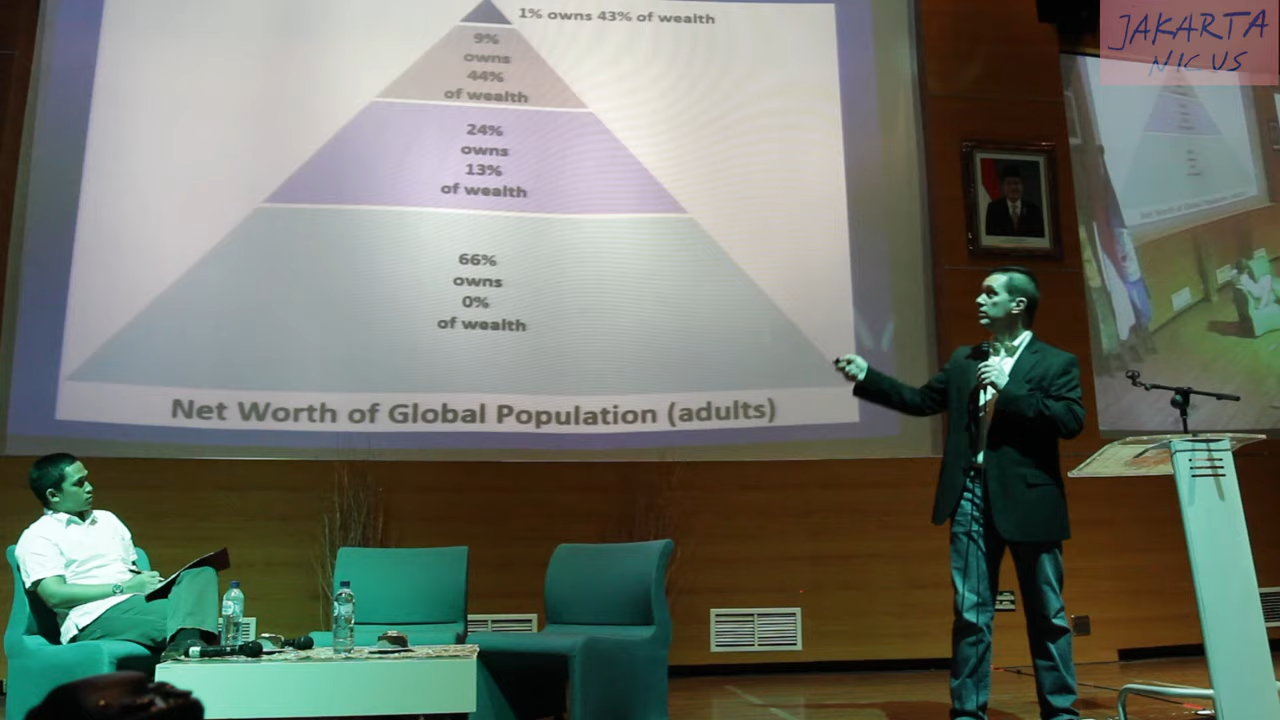 JAKARTA
NICUS
1% owns 43% of wealth
9%
owns
44%
of wealth
24%
owns
13%
of wealth
66%
owns
0%
of wealth
Net Worth of Global Population (adults)